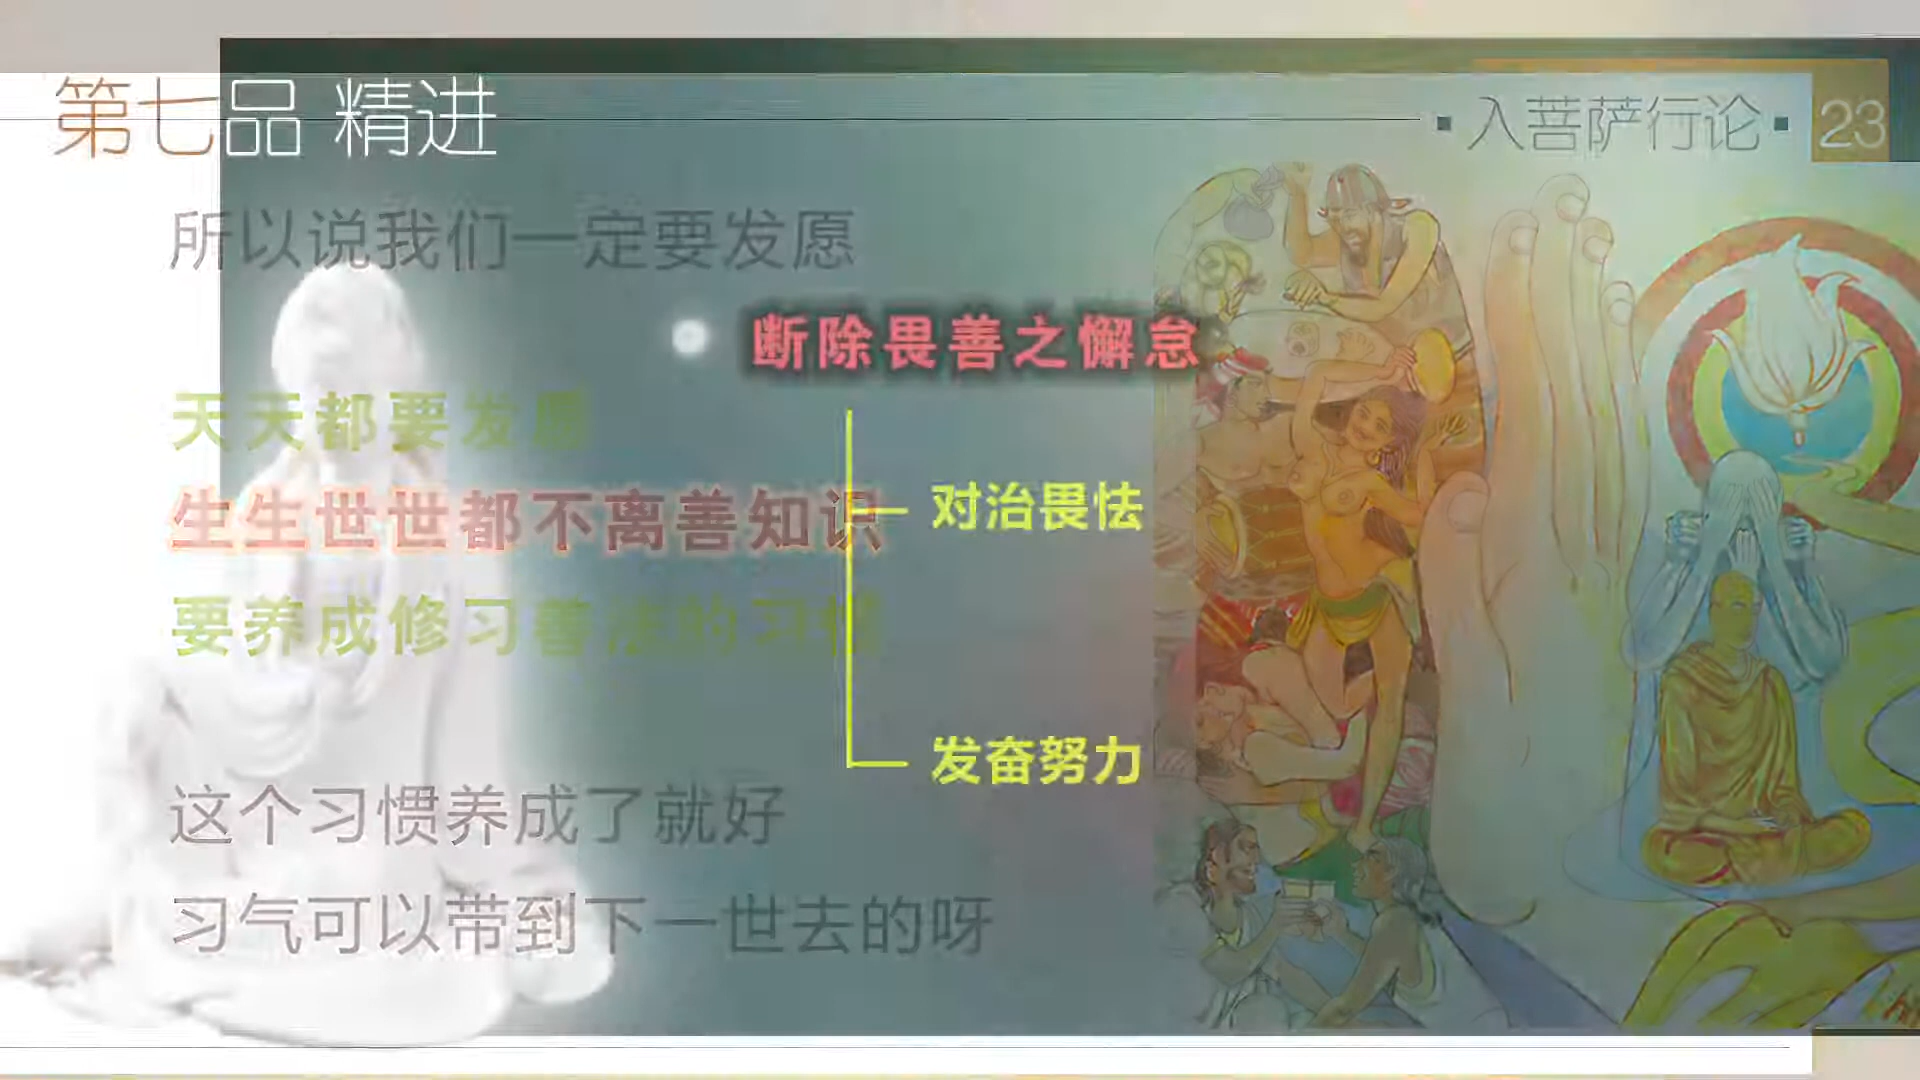 第七品 精进
·入菩萨行论· 23
所以说我们一定要发愿
断除畏善之懈怠
天天都要发愿
生生世世都不离善知识
对治畏怯
要养成修习善法的习惯
发奋努力
这个习惯养成了就好
习气可以带到下一世去的呀